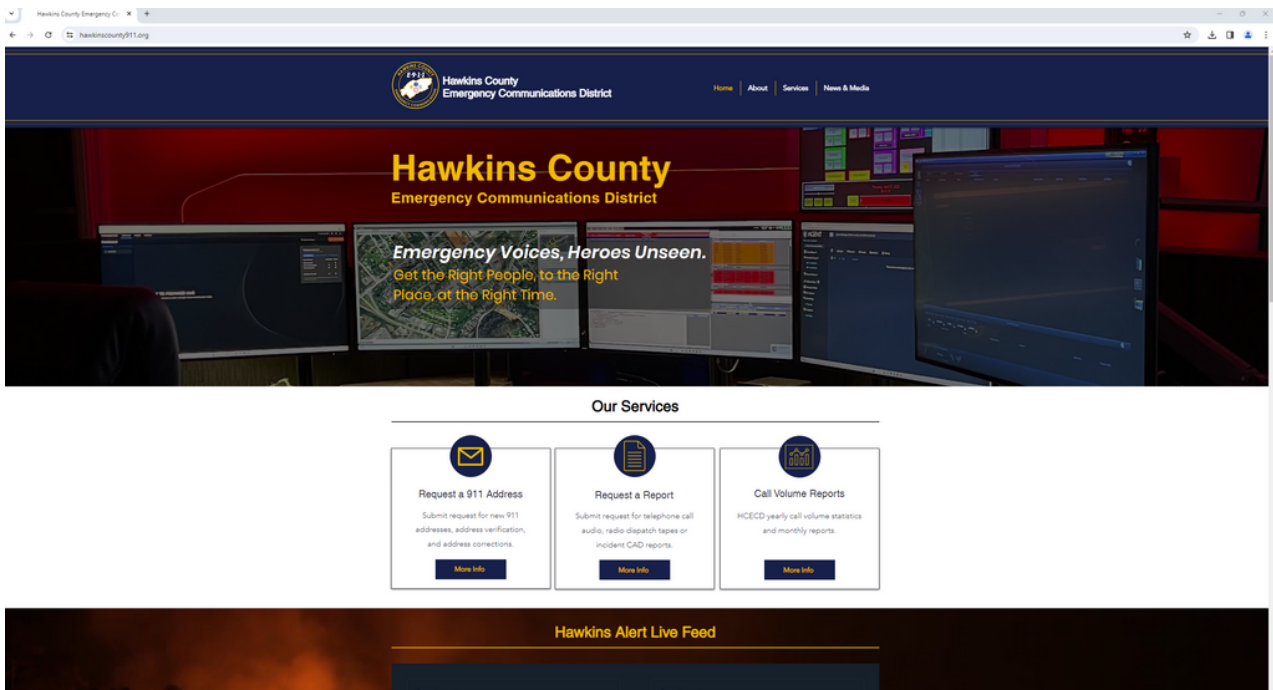 Hawkins County Emergency Co
hawkinscounty911.org
Hawkins County
Emergency Communications District
Home
About
Services
News & Media
Hawkins County
Emergency Communications District
Emergency Voices, Heroes Unseen.
Get the Right People, to the Right
Place, at the Right Time.
Our Services
Request a 911 Address
Submit request for new 911
addresses, address verification,
and address corrections.
More Info
Request a Report
Submit request for telephone call
audio, radio dispatch tapes or
incident CAD reports.
More Info
Call Volume Reports
HCECD yearly call volume statistics
and monthly reports.
More Info
Hawkins Alert Live Feed